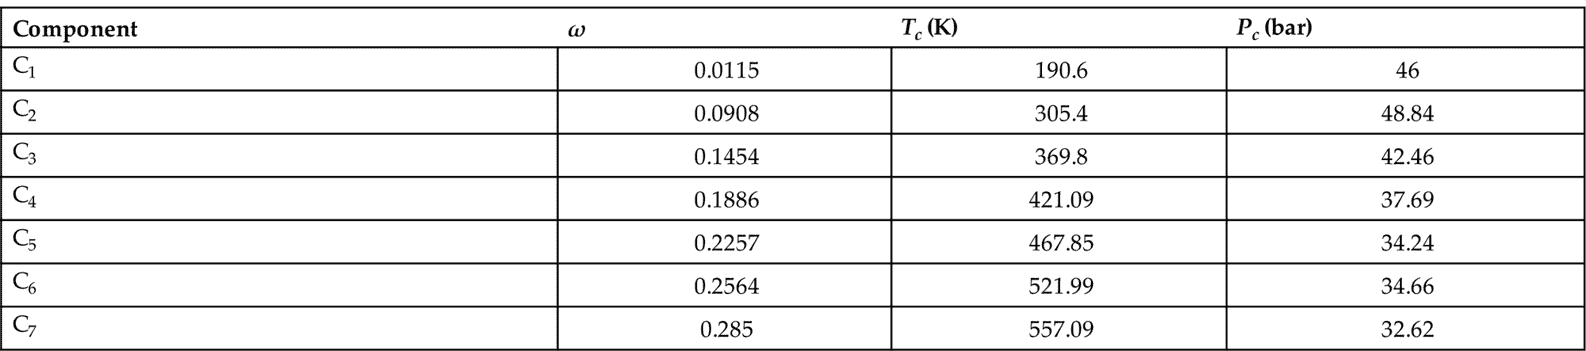 Component ω T_c (K) P_c (bar)
C₁ 0.0115 190.6 46
C₂ 0.0908 305.4 48.84
C₃ 0.1454 369.8 42.46
C₄ 0.1886 421.09 37.69
C₅ 0.2257 467.85 34.24
C₆ 0.2564 521.99 34.66
C₇ 0.285 557.09 32.62